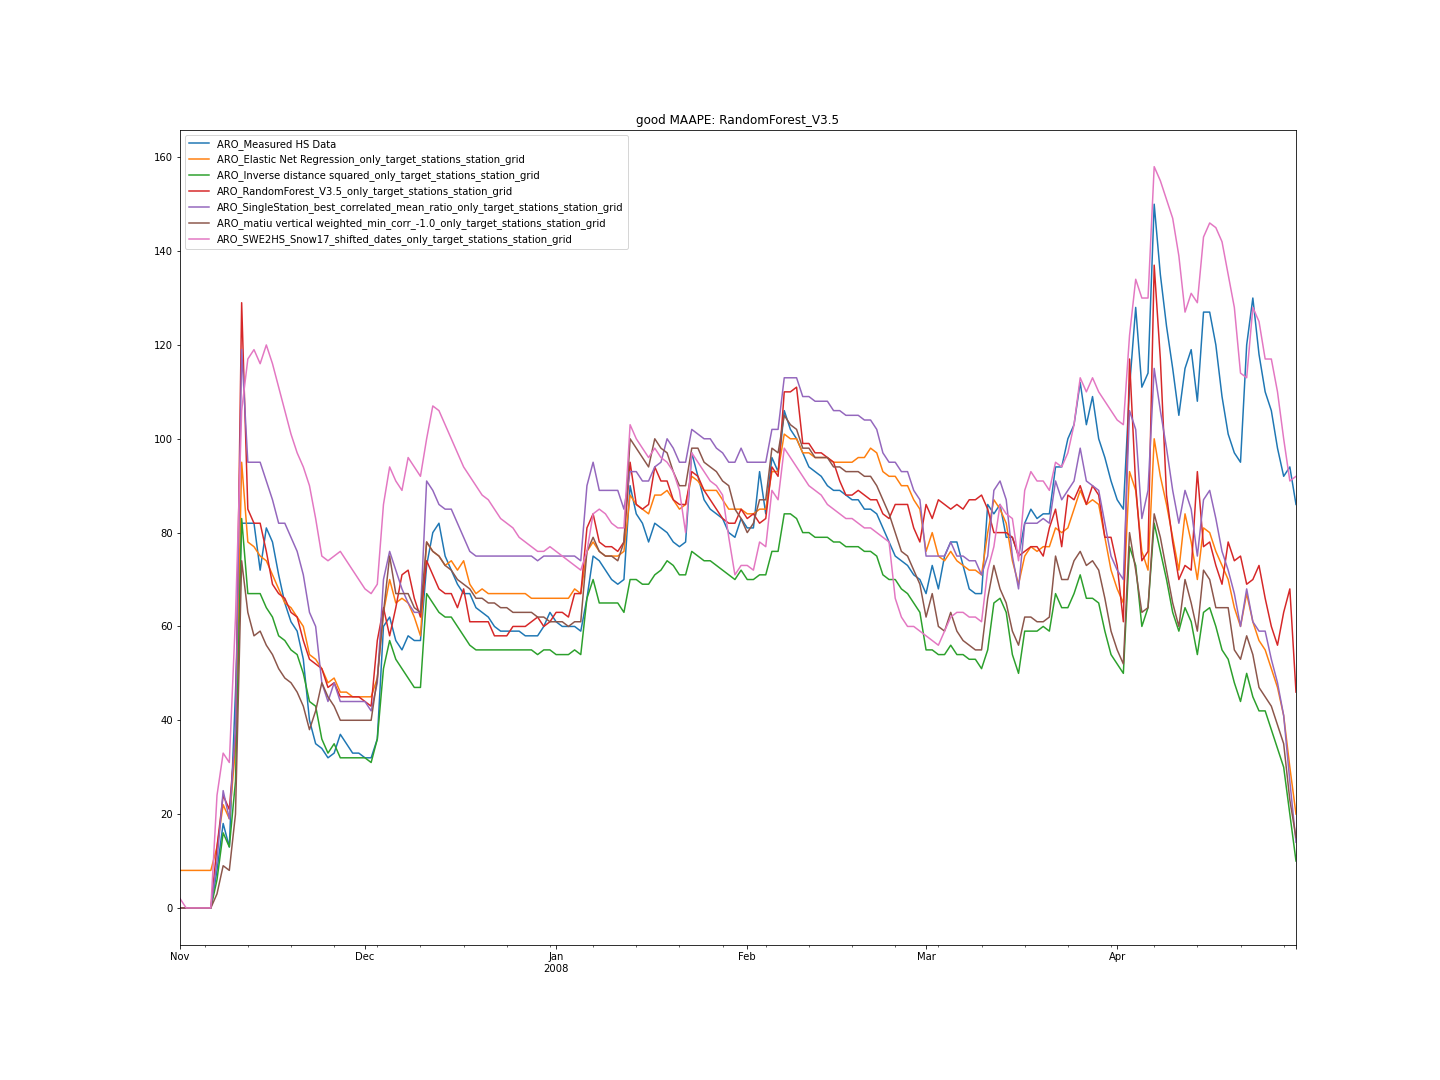 good MAAPE: RandomForest_V3.5
ARO_Measured HS Data
ARO_Elastic Net Regression_only_target_stations_station_grid
ARO_Inverse distance squared_only_target_stations_station_grid
ARO_RandomForest_V3.5_only_target_stations_station_grid
ARO_SingleStation_best_correlated_mean_ratio_only_target_stations_station_grid
ARO_matiu vertical weighted_min_corr_-1.0_only_target_stations_station_grid
ARO_SWE2HS_Snow17_shifted_dates_only_target_stations_station_grid
160
140
120
100
80
60
40
20
0
Nov Dec Jan Feb Mar Apr
2008